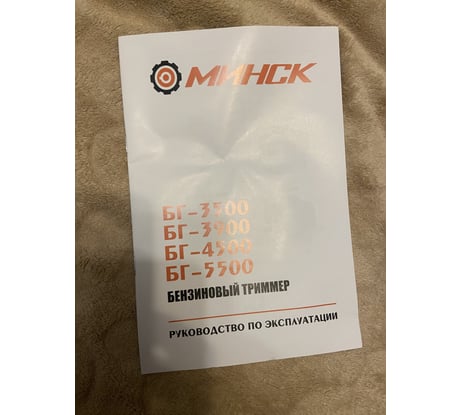 МИНСК
БГ-3500
БГ-3900
БГ-4500
БГ-5500
БЕНЗИНОВЫЙ ТРИММЕР
РУКОВОДСТВО ПО ЭКСПЛУАТАЦИИ